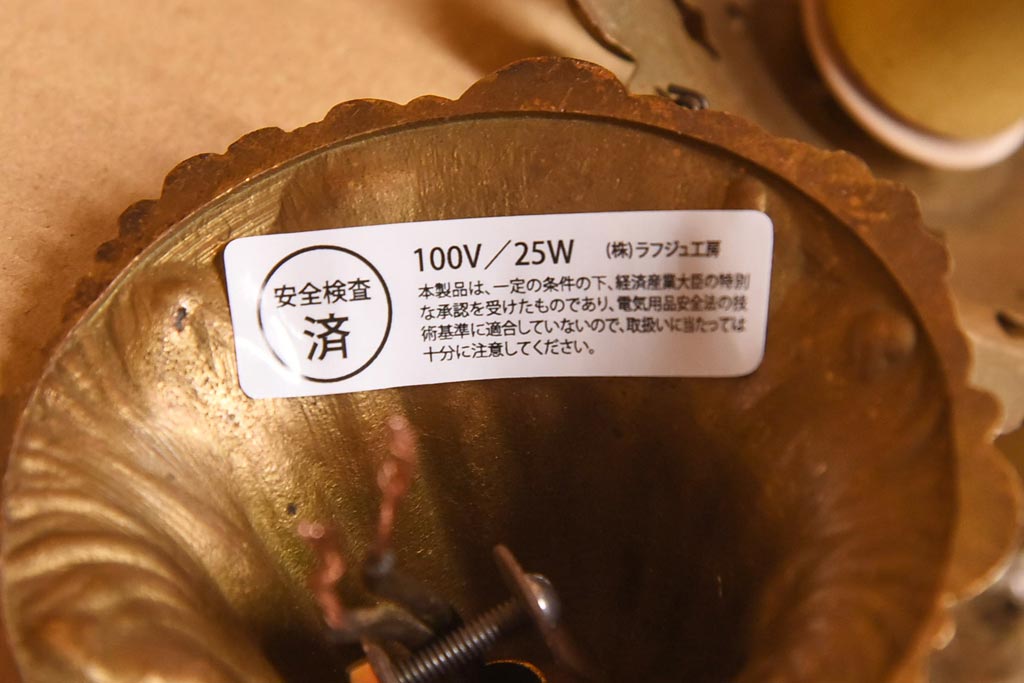 安全検査
済
100V／25W　(株)ラフジュ工房
本製品は、一定の条件の下、経済産業大臣の特別
な承認を受けたものであり、電気用品安全法の技
術基準に適合していないので、取扱いに当たっては
十分に注意してください。